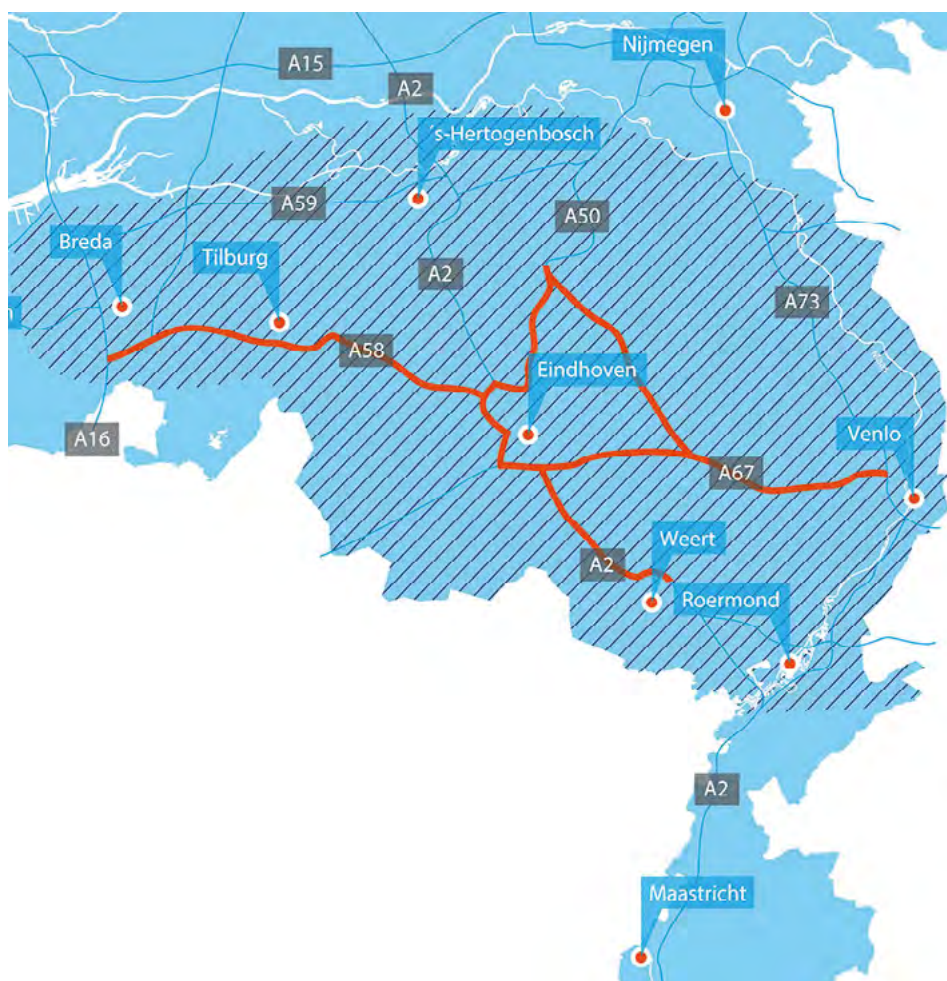 Nijmegen
A15
A2
's-Hertogenbosch
A59
A50
Breda
Tilburg
A2
A73
n
A58
Eindhoven
A16
Venlo
A67
Weert
A2
Roermond
A2
Maastricht